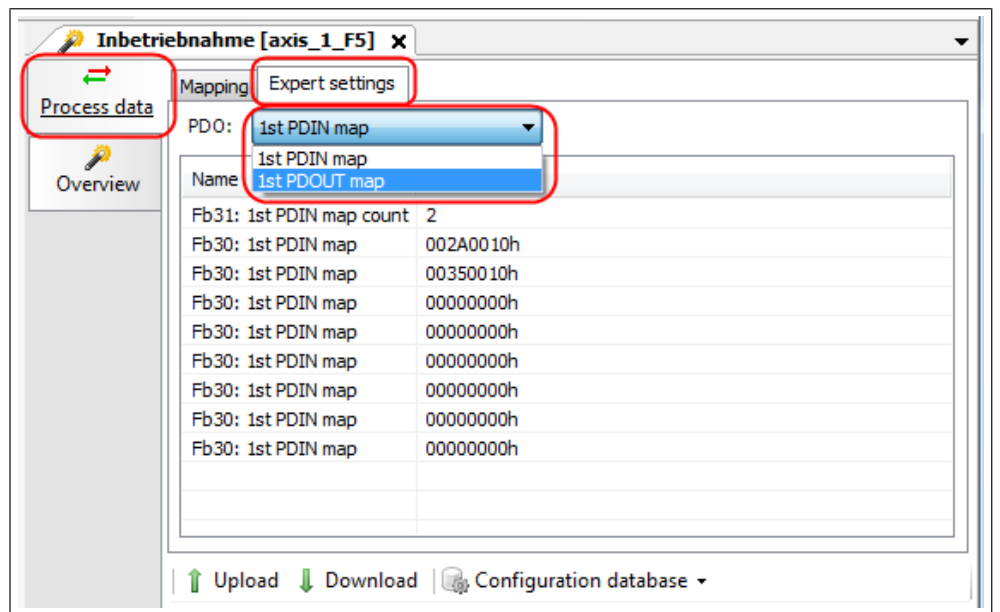 Inbetriebnahme [axis_1_F5] x
Process data
Overview
Mapping Expert settings
PDO: 1st PDIN map
1st PDIN map
1st PDOUT map
Name
Fb31: 1st PDIN map count 2
Fb30: 1st PDIN map 002A0010h
Fb30: 1st PDIN map 00350010h
Fb30: 1st PDIN map 00000000h
Fb30: 1st PDIN map 00000000h
Fb30: 1st PDIN map 00000000h
Fb30: 1st PDIN map 00000000h
Fb30: 1st PDIN map 00000000h
Fb30: 1st PDIN map 00000000h
Upload Download Configuration database